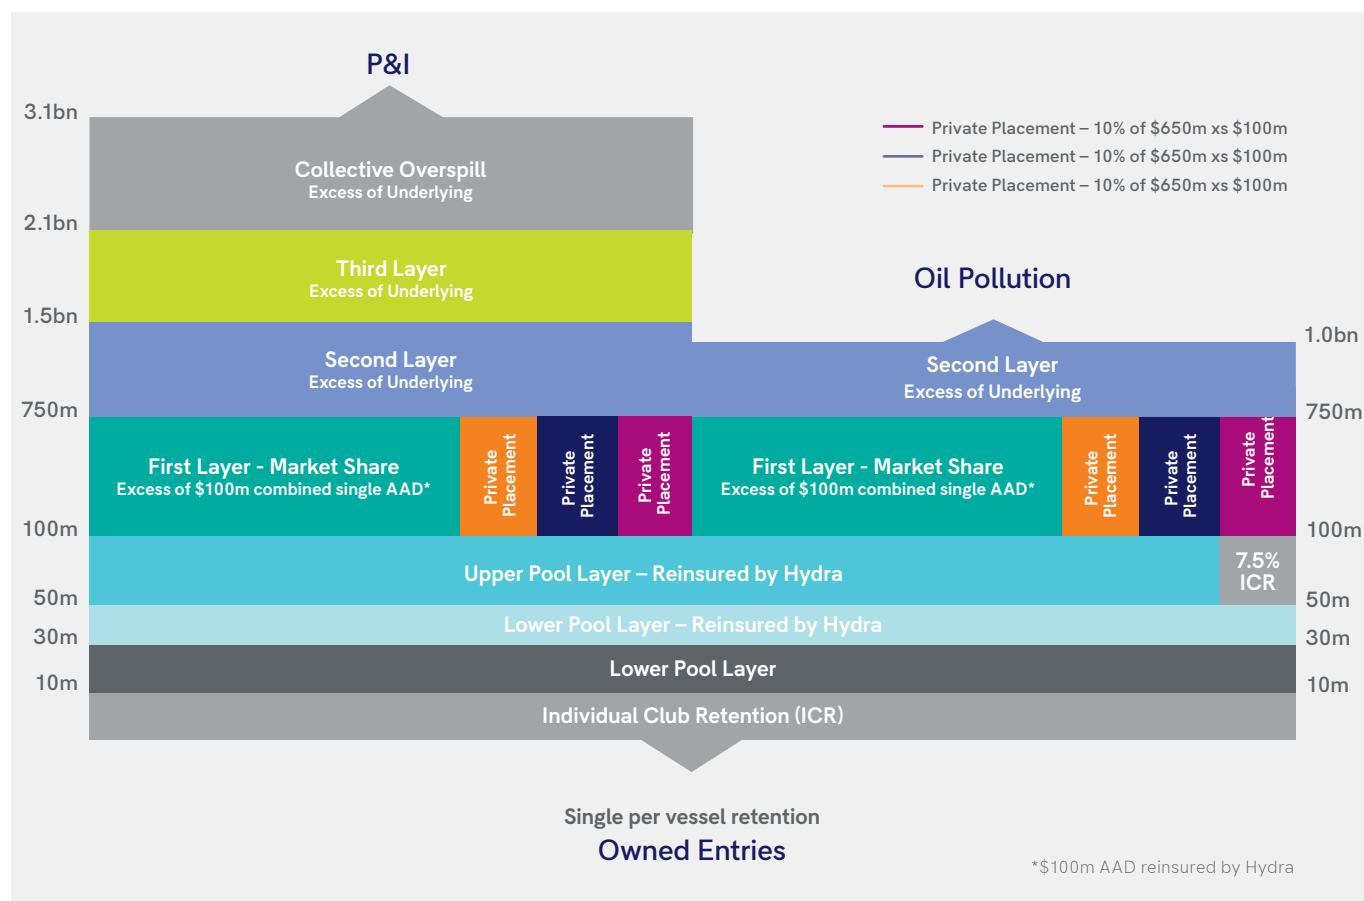 P&I
3.1bn
Private Placement – 10% of $650m xs $100m
Private Placement – 10% of $650m xs $100m
Private Placement – 10% of $650m xs $100m
Collective Overspill
Excess of Underlying
2.1bn
Third Layer
Excess of Underlying
Oil Pollution
1.5bn
1.0bn
Second Layer
Excess of Underlying
Second Layer
Excess of Underlying
750m
750m
First Layer - Market Share
Excess of $100m combined single AAD*
Private
Placement
Private
Placement
Private
Placement
First Layer - Market Share
Excess of $100m combined single AAD*
Private
Placement
Private
Placement
Private
Placement
100m
100m
Upper Pool Layer – Reinsured by Hydra
7.5%
ICR
50m
50m
Lower Pool Layer – Reinsured by Hydra
30m
30m
Lower Pool Layer
10m
10m
Individual Club Retention (ICR)
Single per vessel retention
Owned Entries
*$100m AAD reinsured by Hydra